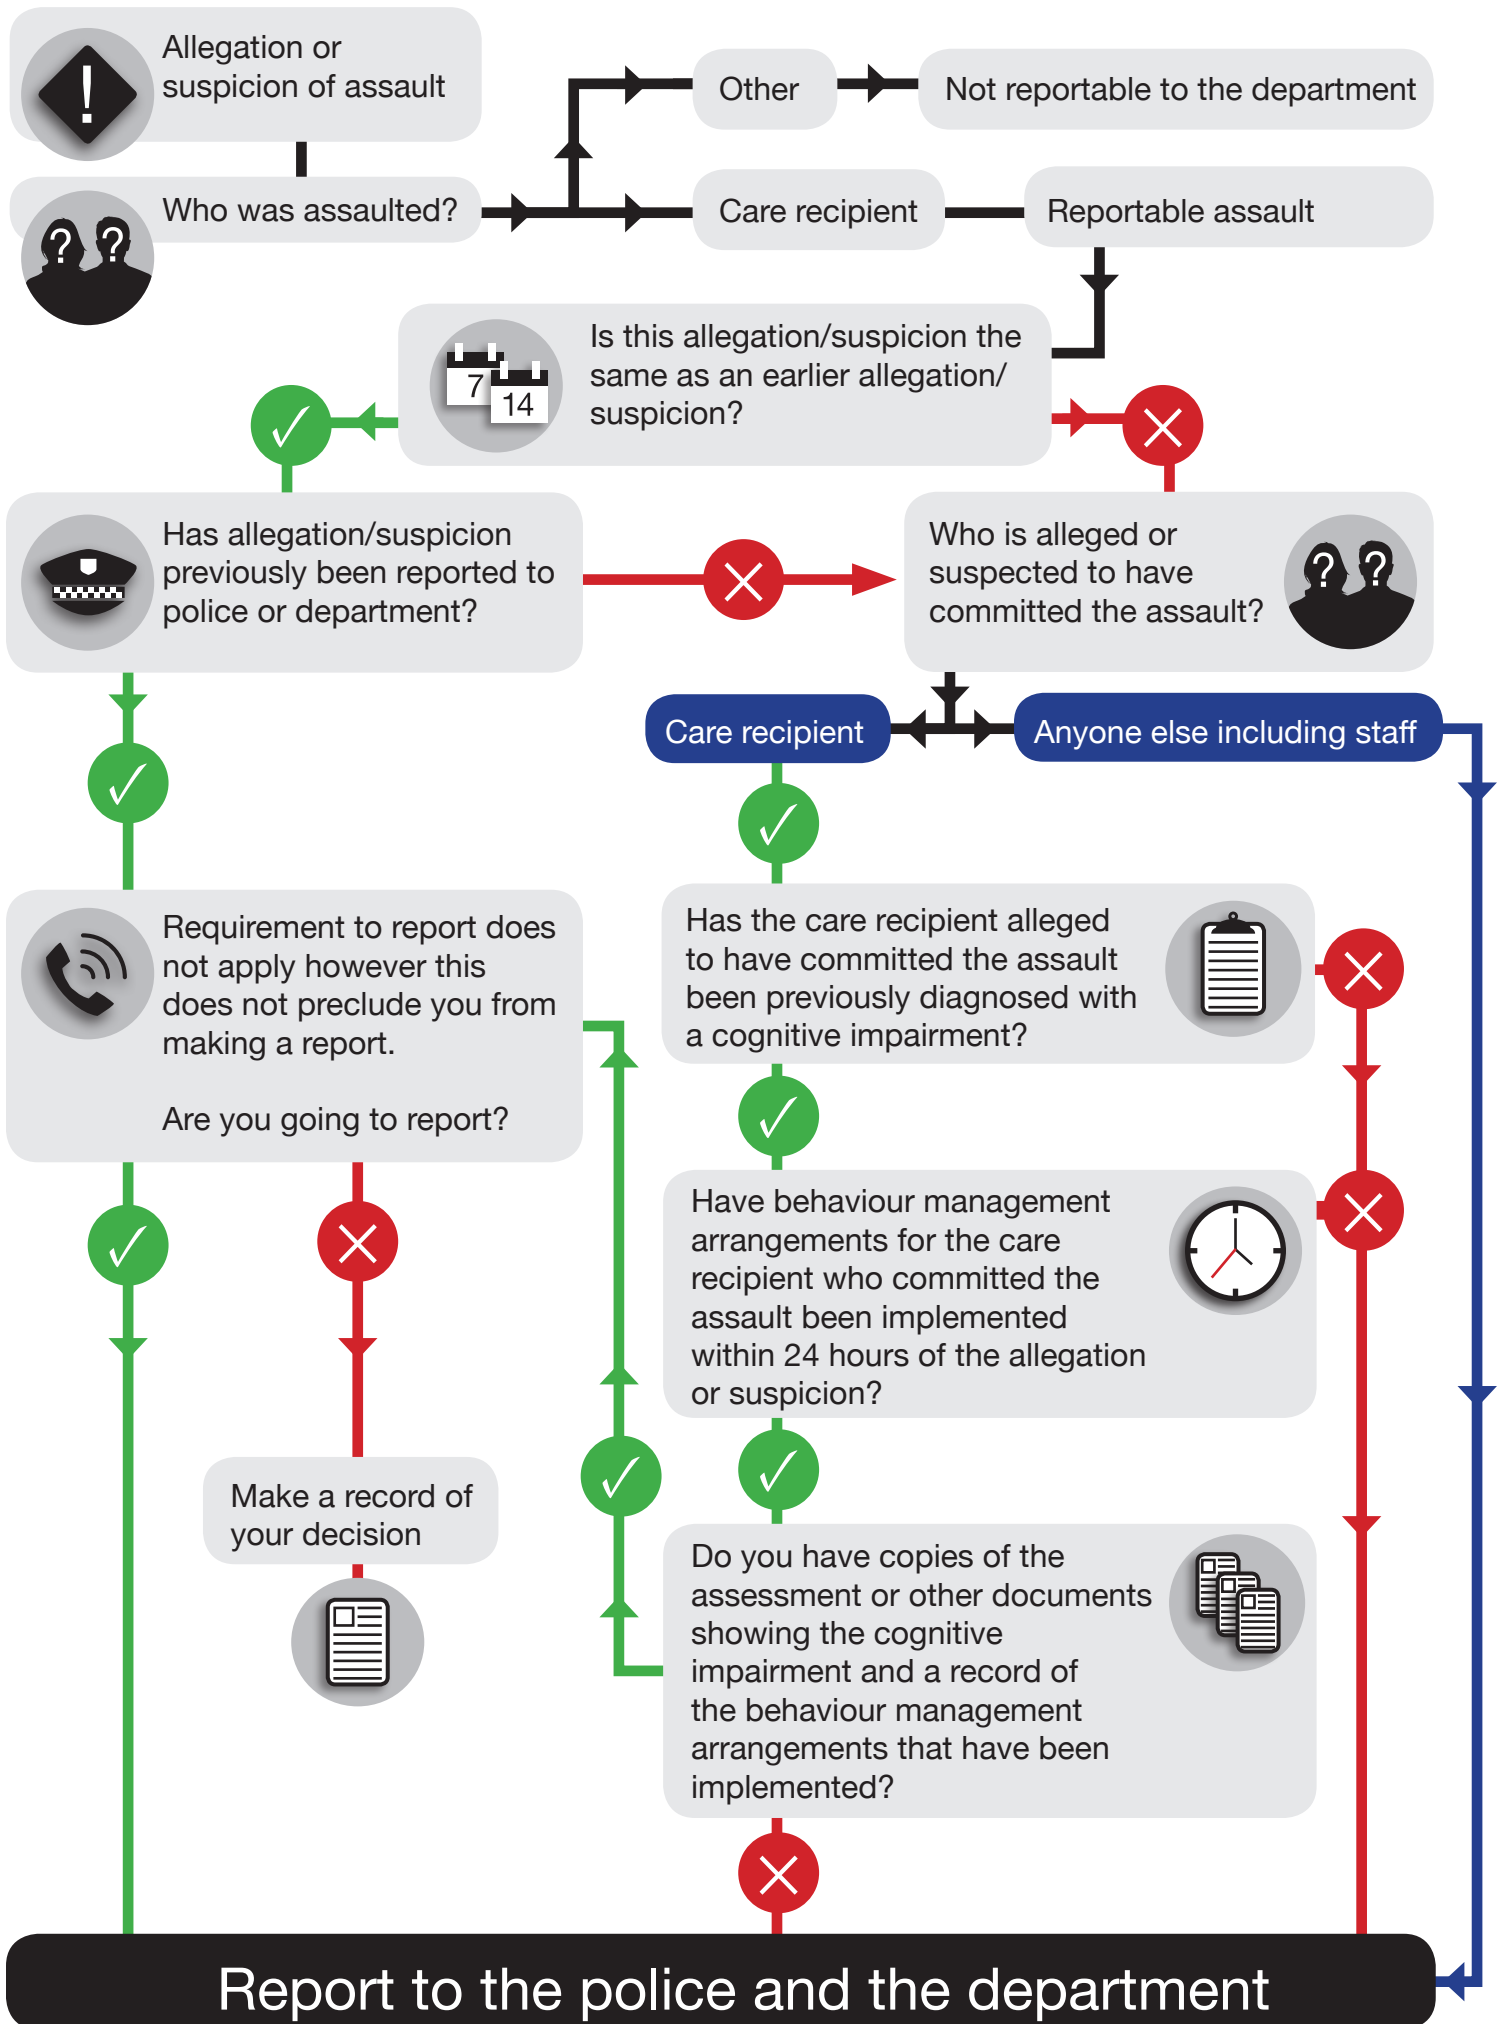 Allegation or
suspicion of assault
!
Other
Not reportable to the department
Who was assaulted?
? ?
Care recipient
Reportable assault
Is this allegation/suspicion the
same as an earlier allegation/
suspicion?
7
14
Has allegation/suspicion
previously been reported to
police or department?
Who is alleged or
suspected to have
committed the assault?
? ?
Care recipient
Anyone else including staff
Requirement to report does
not apply however this
does not preclude you from
making a report.
Are you going to report?
Has the care recipient alleged
to have committed the assault
been previously diagnosed with
a cognitive impairment?
Have behaviour management
arrangements for the care
recipient who committed the
assault been implemented
within 24 hours of the allegation
or suspicion?
Make a record of
your decision
Do you have copies of the
assessment or other documents
showing the cognitive
impairment and a record of
the behaviour management
arrangements that have been
implemented?
Report to the police and the department